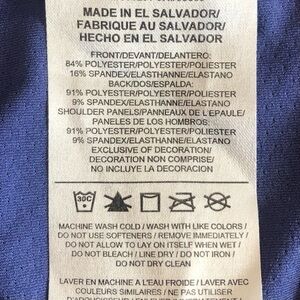 MADE IN EL SALVADOR/
FABRIQUE AU SALVADOR/
HECHO EN EL SALVADOR
FRONT/DEVANT/DELANTERO:
84% POLYESTER/POLYESTER/POLIESTER
16% SPANDEX/ELASTHANNE/ELASTANO
BACK/DOS/ESPALDA:
91% POLYESTER/POLYESTER/POLIESTER
9% SPANDEX/ELASTHANNE/ELASTANO
SHOULDER PANELS/PANNEAUX DE L'EPAULE/
PANELES DE LOS HOMBROS:
91% POLYESTER/POLYESTER/POLIESTER
9% SPANDEX/ELASTHANNE/ELASTANO
EXCLUSIVE OF DECORATION/
DECORATION NON COMPRISE/
NO INCLUYE LA DECORACION
30C
MACHINE WASH COLD / WASH WITH LIKE COLORS /
DO NOT USE SOFTENERS / REMOVE IMMEDIATELY /
DO NOT ALLOW TO LAY ON ITSELF WHEN WET /
DO NOT BLEACH / LINE DRY / DO NOT IRON /
DO NOT DRY CLEAN
LAVER EN MACHINE A L'EAU FROIDE / LAVER AVEC
COULEURS SIMILAIRES / NE PAS UTILISER